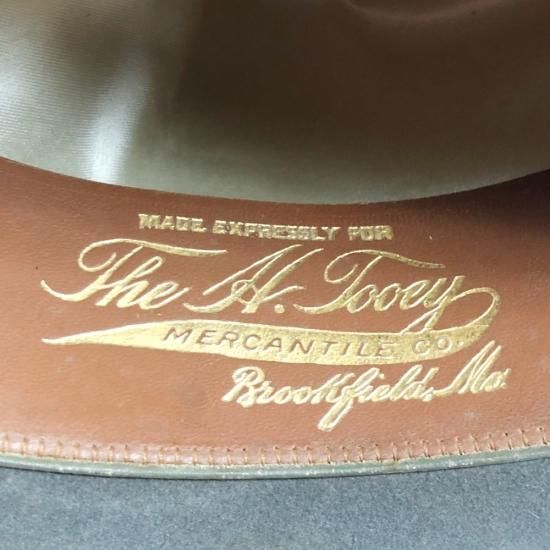 MADE EXPRESSLY FOR
The H. Tooey
MERCANTILE CO.
Brookfield, Mo.